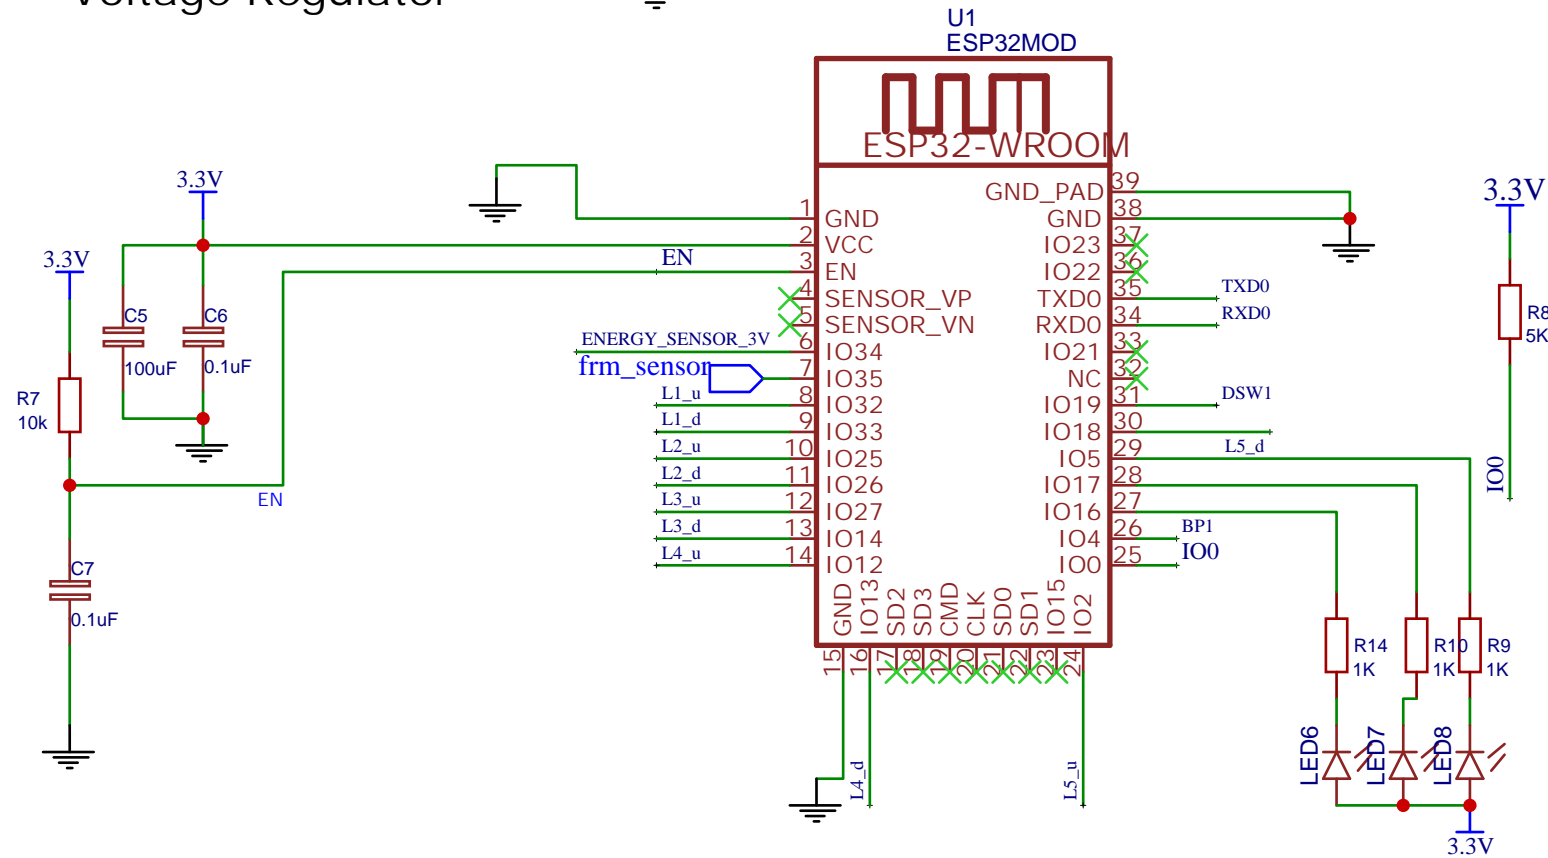 Voltage Regulator
U1
ESP32MOD
ESP32-WROOM
3.3V
3.3V
C5
100uF
C6
0.1uF
R7
10k
EN
C7
0.1uF
EN
ENERGY_SENSOR_3V
frm_sensor
L1_u
L1_d
L2_u
L2_d
L3_u
L3_d
L4_u
1 GND
2 VCC
3 EN
4 SENSOR_VP
5 SENSOR_VN
6 IO34
7 IO35
8 IO32
9 IO33
10 IO25
11 IO26
12 IO27
13 IO14
14 IO12
GND_PAD 39
GND 38
IO23 37
IO22 36
TXD0 35
RXD0 34
IO21 33
NC 32
IO19 31
IO18 30
IO5 29
IO17 28
IO16 27
IO4 26
IO0 25
GND 15
IO13 16
SD2 17
SD3 18
CMD 19
CLK 20
SD0 21
SD1 22
IO15 23
IO2 24
L4_d
L5_u
TXD0
RXD0
DSW1
L5_d
BP1
IO0
3.3V
R8
5K
IO0
R14
1K
R10
1K
R9
1K
LED6
LED7
LED8
3.3V